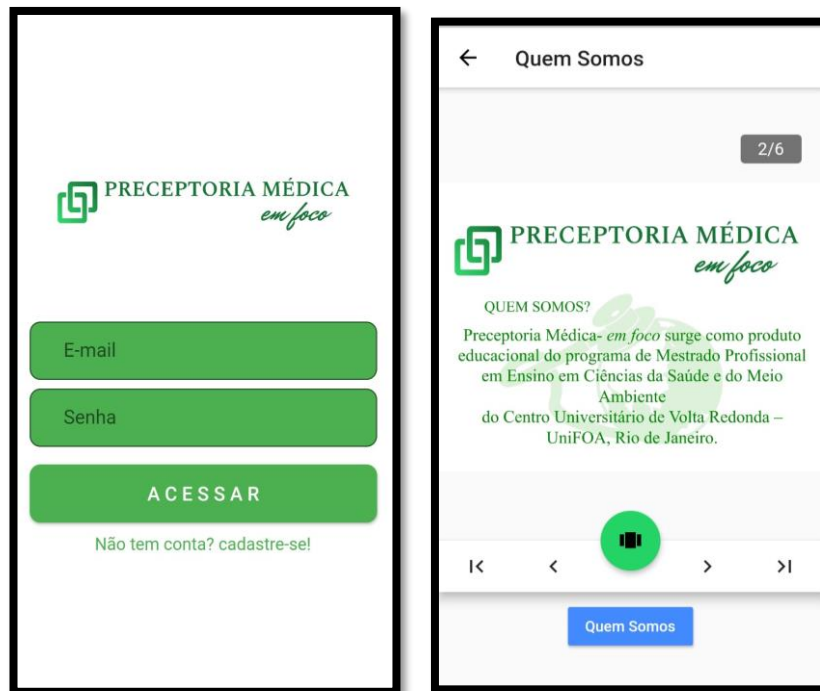 PRECEPTORIA MÉDICA
em foco
E-mail
Senha
ACESSAR
Não tem conta? cadastre-se!
Quem Somos
2/6
PRECEPTORIA MÉDICA
em foco
QUEM SOMOS?
Preceptoria Médica- em foco surge como produto
educacional do programa de Mestrado Profissional
em Ensino em Ciências da Saúde e do Meio
Ambiente
do Centro Universitário de Volta Redonda –
UniFOA, Rio de Janeiro.
Quem Somos